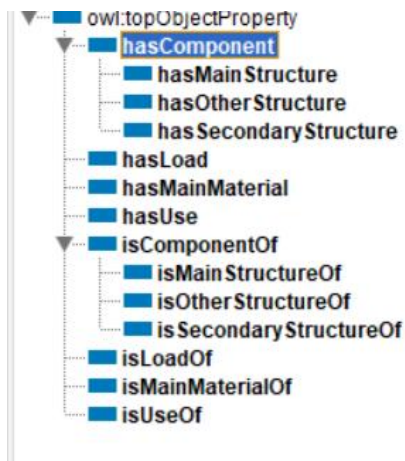 owl:topObjectProperty
hasComponent
hasMainStructure
hasOtherStructure
hasSecondaryStructure
hasLoad
hasMainMaterial
hasUse
isComponentOf
isMainStructureOf
isOtherStructureOf
isSecondaryStructureOf
isLoadOf
isMainMaterialOf
isUseOf